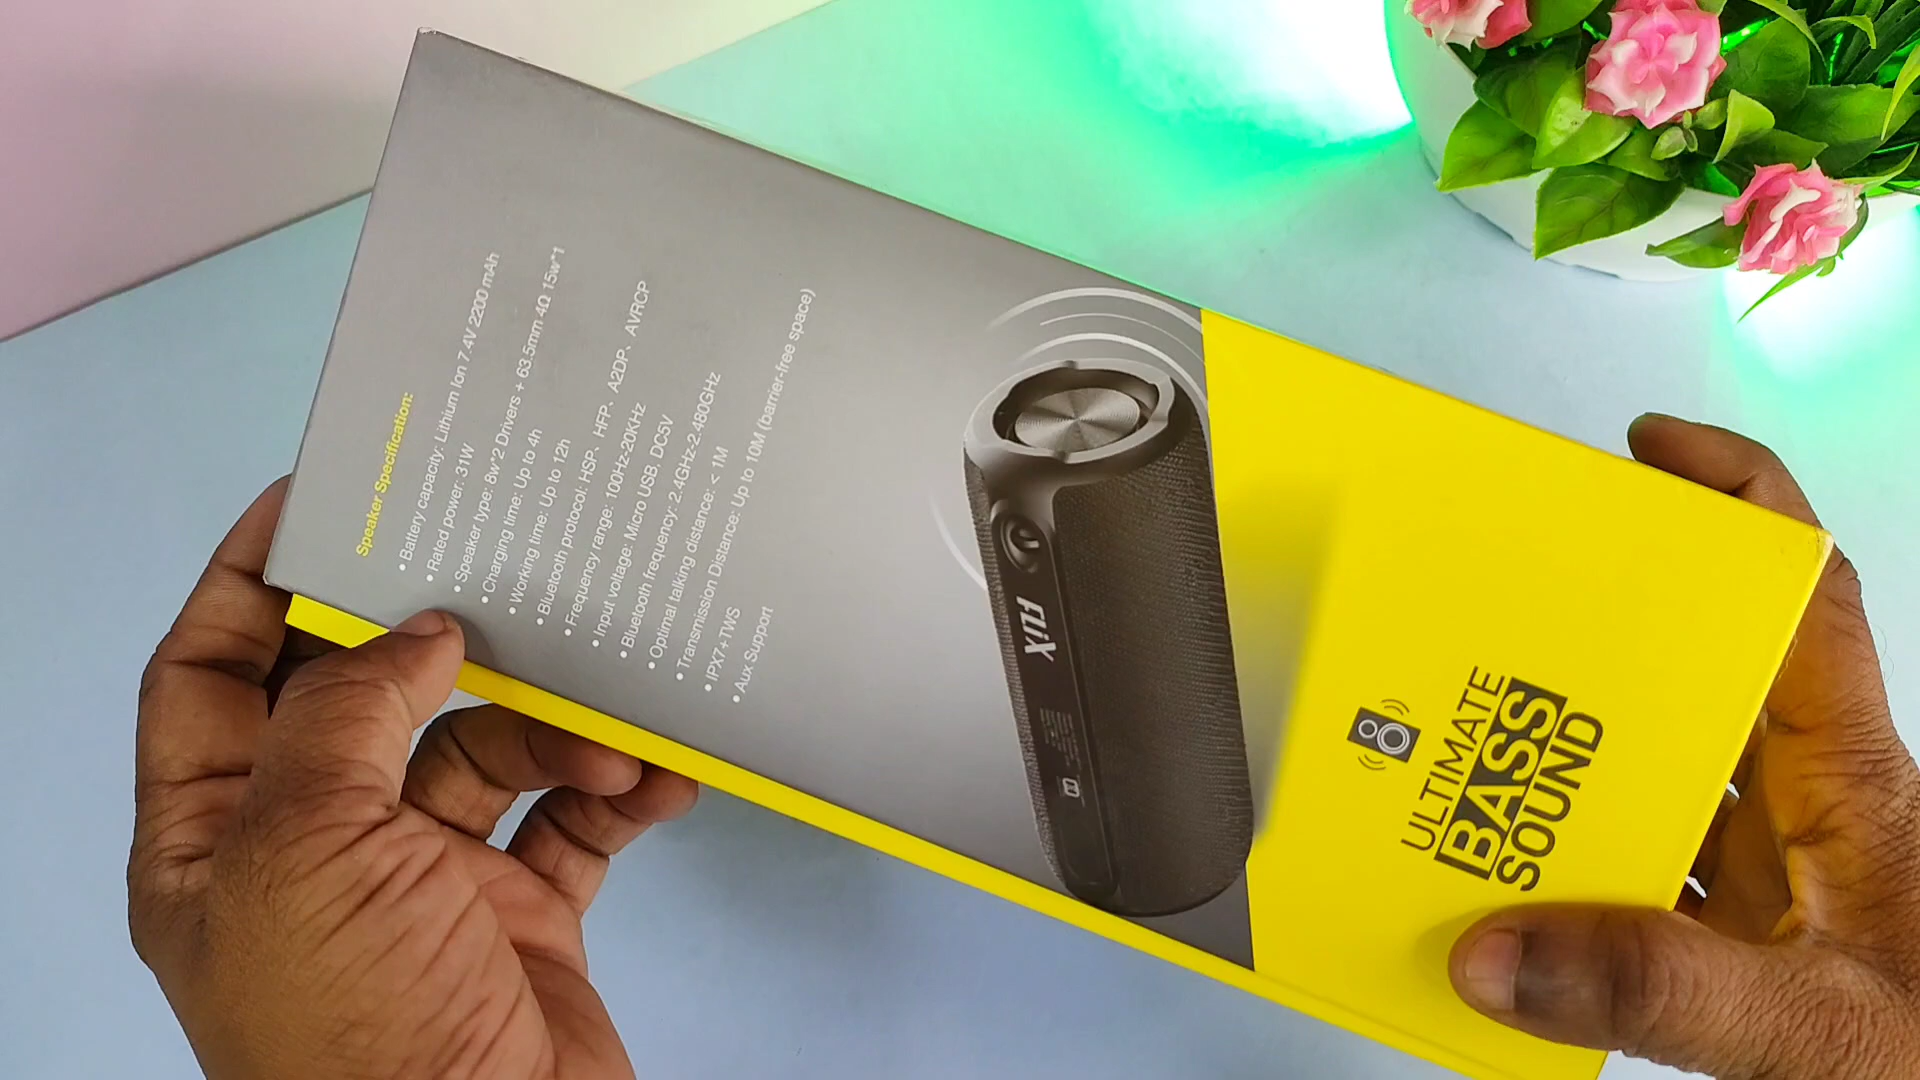 Speaker Specification:
• Battery capacity: Lithium Ion 7.4V 2200 mAh
• Rated power: 31W
• Speaker type: 8w*2 Drivers + 63.5mm 4Ω 15w*1
• Charging time: Up to 4h
• Working time: Up to 12h
• Bluetooth protocol: HSP、HFP、A2DP、AVRCP
• Frequency range: 100Hz-20KHz
• Input voltage: Micro USB, DC5V
• Bluetooth frequency: 2.4GHz-2.480GHz
• Optimal talking distance: < 1M
• Transmission Distance: Up to 10M (barrier-free space)
• IPX7+TWS
• Aux Support
FLiX
ULTIMATE
BASS
SOUND